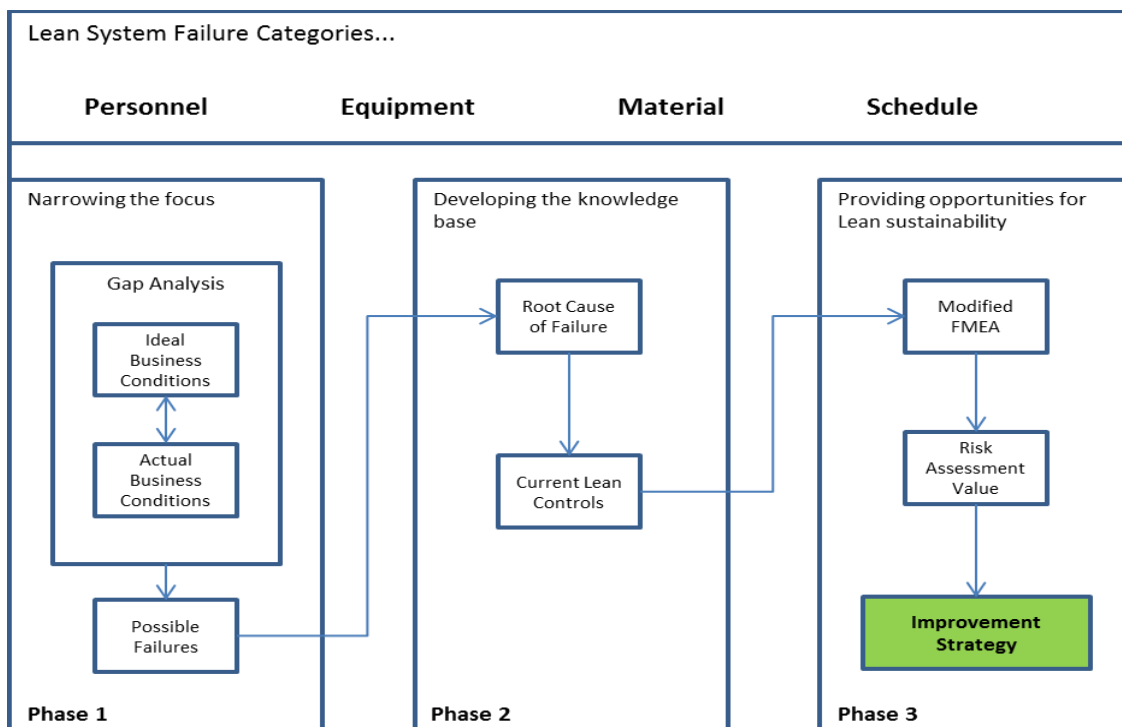 Lean System Failure Categories...
Personnel Equipment Material Schedule
Narrowing the focus
Gap Analysis
Ideal
Business
Conditions
Actual
Business
Conditions
Possible
Failures
Phase 1
Developing the knowledge
base
Root Cause
of Failure
Current Lean
Controls
Phase 2
Providing opportunities for
Lean sustainability
Modified
FMEA
Risk
Assessment
Value
Improvement
Strategy
Phase 3